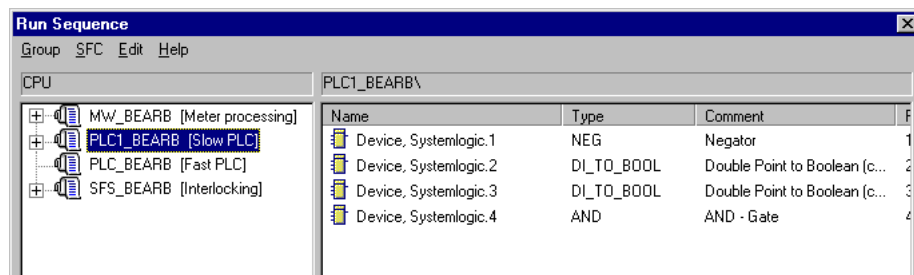 Run Sequence
Group SFC Edit Help
CPU PLC1_BEARB\
MW_BEARB [Meter processing]
PLC1_BEARB [Slow PLC]
PLC_BEARB [Fast PLC]
SFS_BEARB [Interlocking]
Name Type Comment
Device, Systemlogic.1 NEG Negator 1
Device, Systemlogic.2 DI_TO_BOOL Double Point to Boolean (c... 2
Device, Systemlogic.3 DI_TO_BOOL Double Point to Boolean (c... 3
Device, Systemlogic.4 AND AND - Gate 4